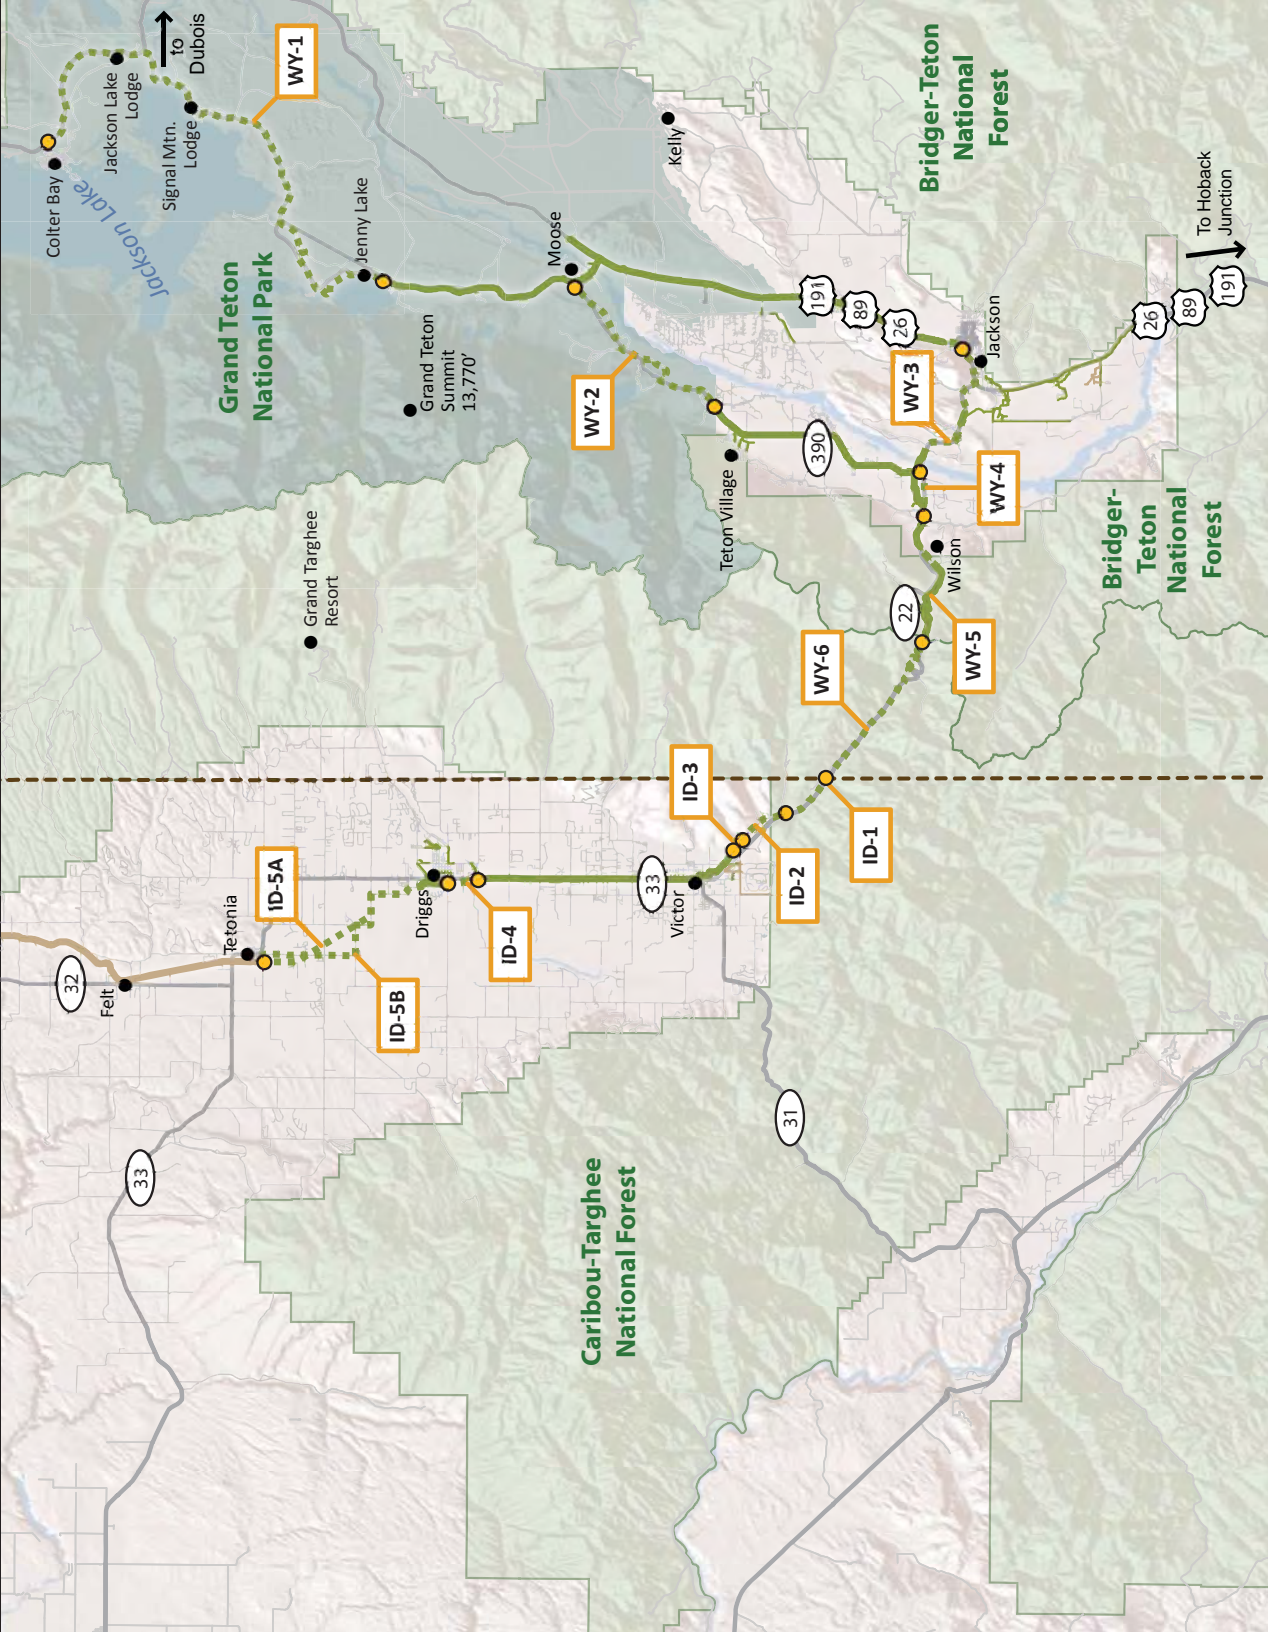 Colter Bay
Jackson Lake
Jackson Lake
Lodge
to
Dubois
Signal Mtn.
Lodge
WY-1
Grand Teton
National Park
Jenny Lake
Grand Teton
Summit
13,770'
Moose
Kelly
WY-2
Bridger-Teton
National
Forest
191
89
26
WY-3
Jackson
To Hoback
Junction
26
89
191
Teton Village
390
WY-4
Wilson
Bridger-
Teton
National
Forest
22
WY-5
WY-6
Grand Targhee
Resort
ID-3
ID-1
ID-2
33
Victor
ID-5A
Tetonia
Driggs
ID-4
ID-5B
32
Felt
33
31
Caribou-Targhee
National Forest